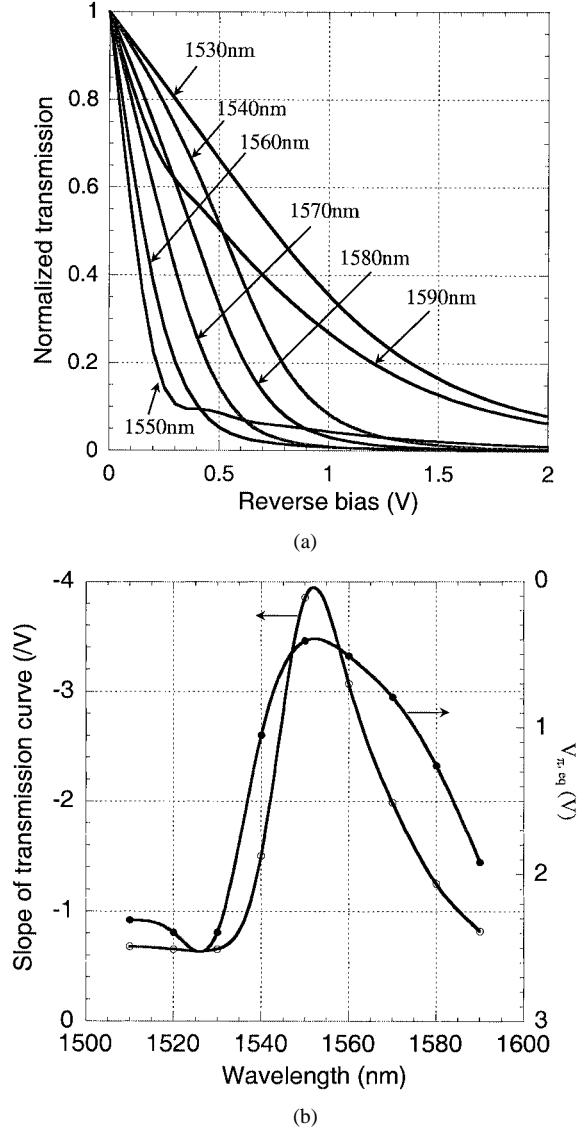 1
0.8
0.6
0.4
0.2
0
Normalized transmission
1530nm
1540nm
1560nm
1570nm
1580nm
1590nm
1550nm
0 0.5 1 1.5 2
Reverse bias (V)
(a)
-4
-3
-2
-1
0
Slope of transmission curve (/V)
0
1
2
3
Vπ, eq (V)
1500 1520 1540 1560 1580 1600
Wavelength (nm)
(b)